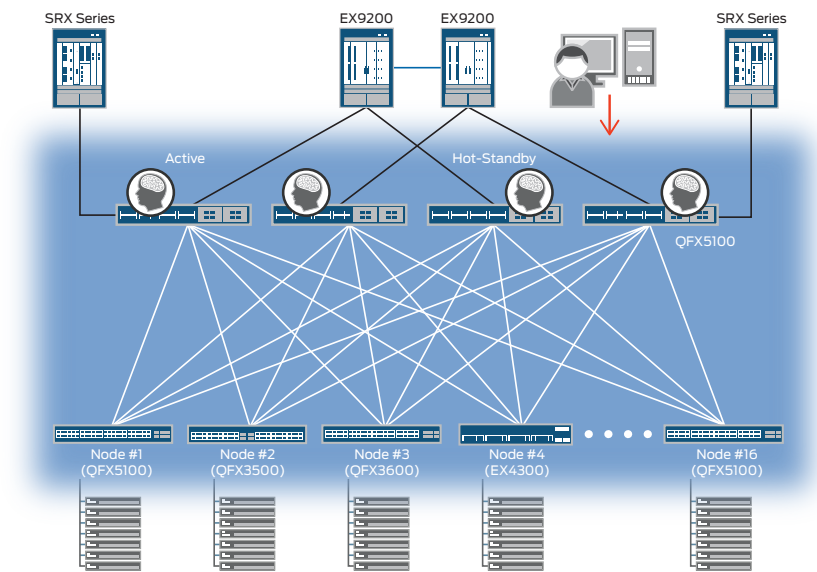 SRX Series
EX9200
EX9200
SRX Series
Active
Hot-Standby
QFX5100
Node #1
(QFX5100)
Node #2
(QFX3500)
Node #3
(QFX3600)
Node #4
(EX4300)
Node #16
(QFX5100)